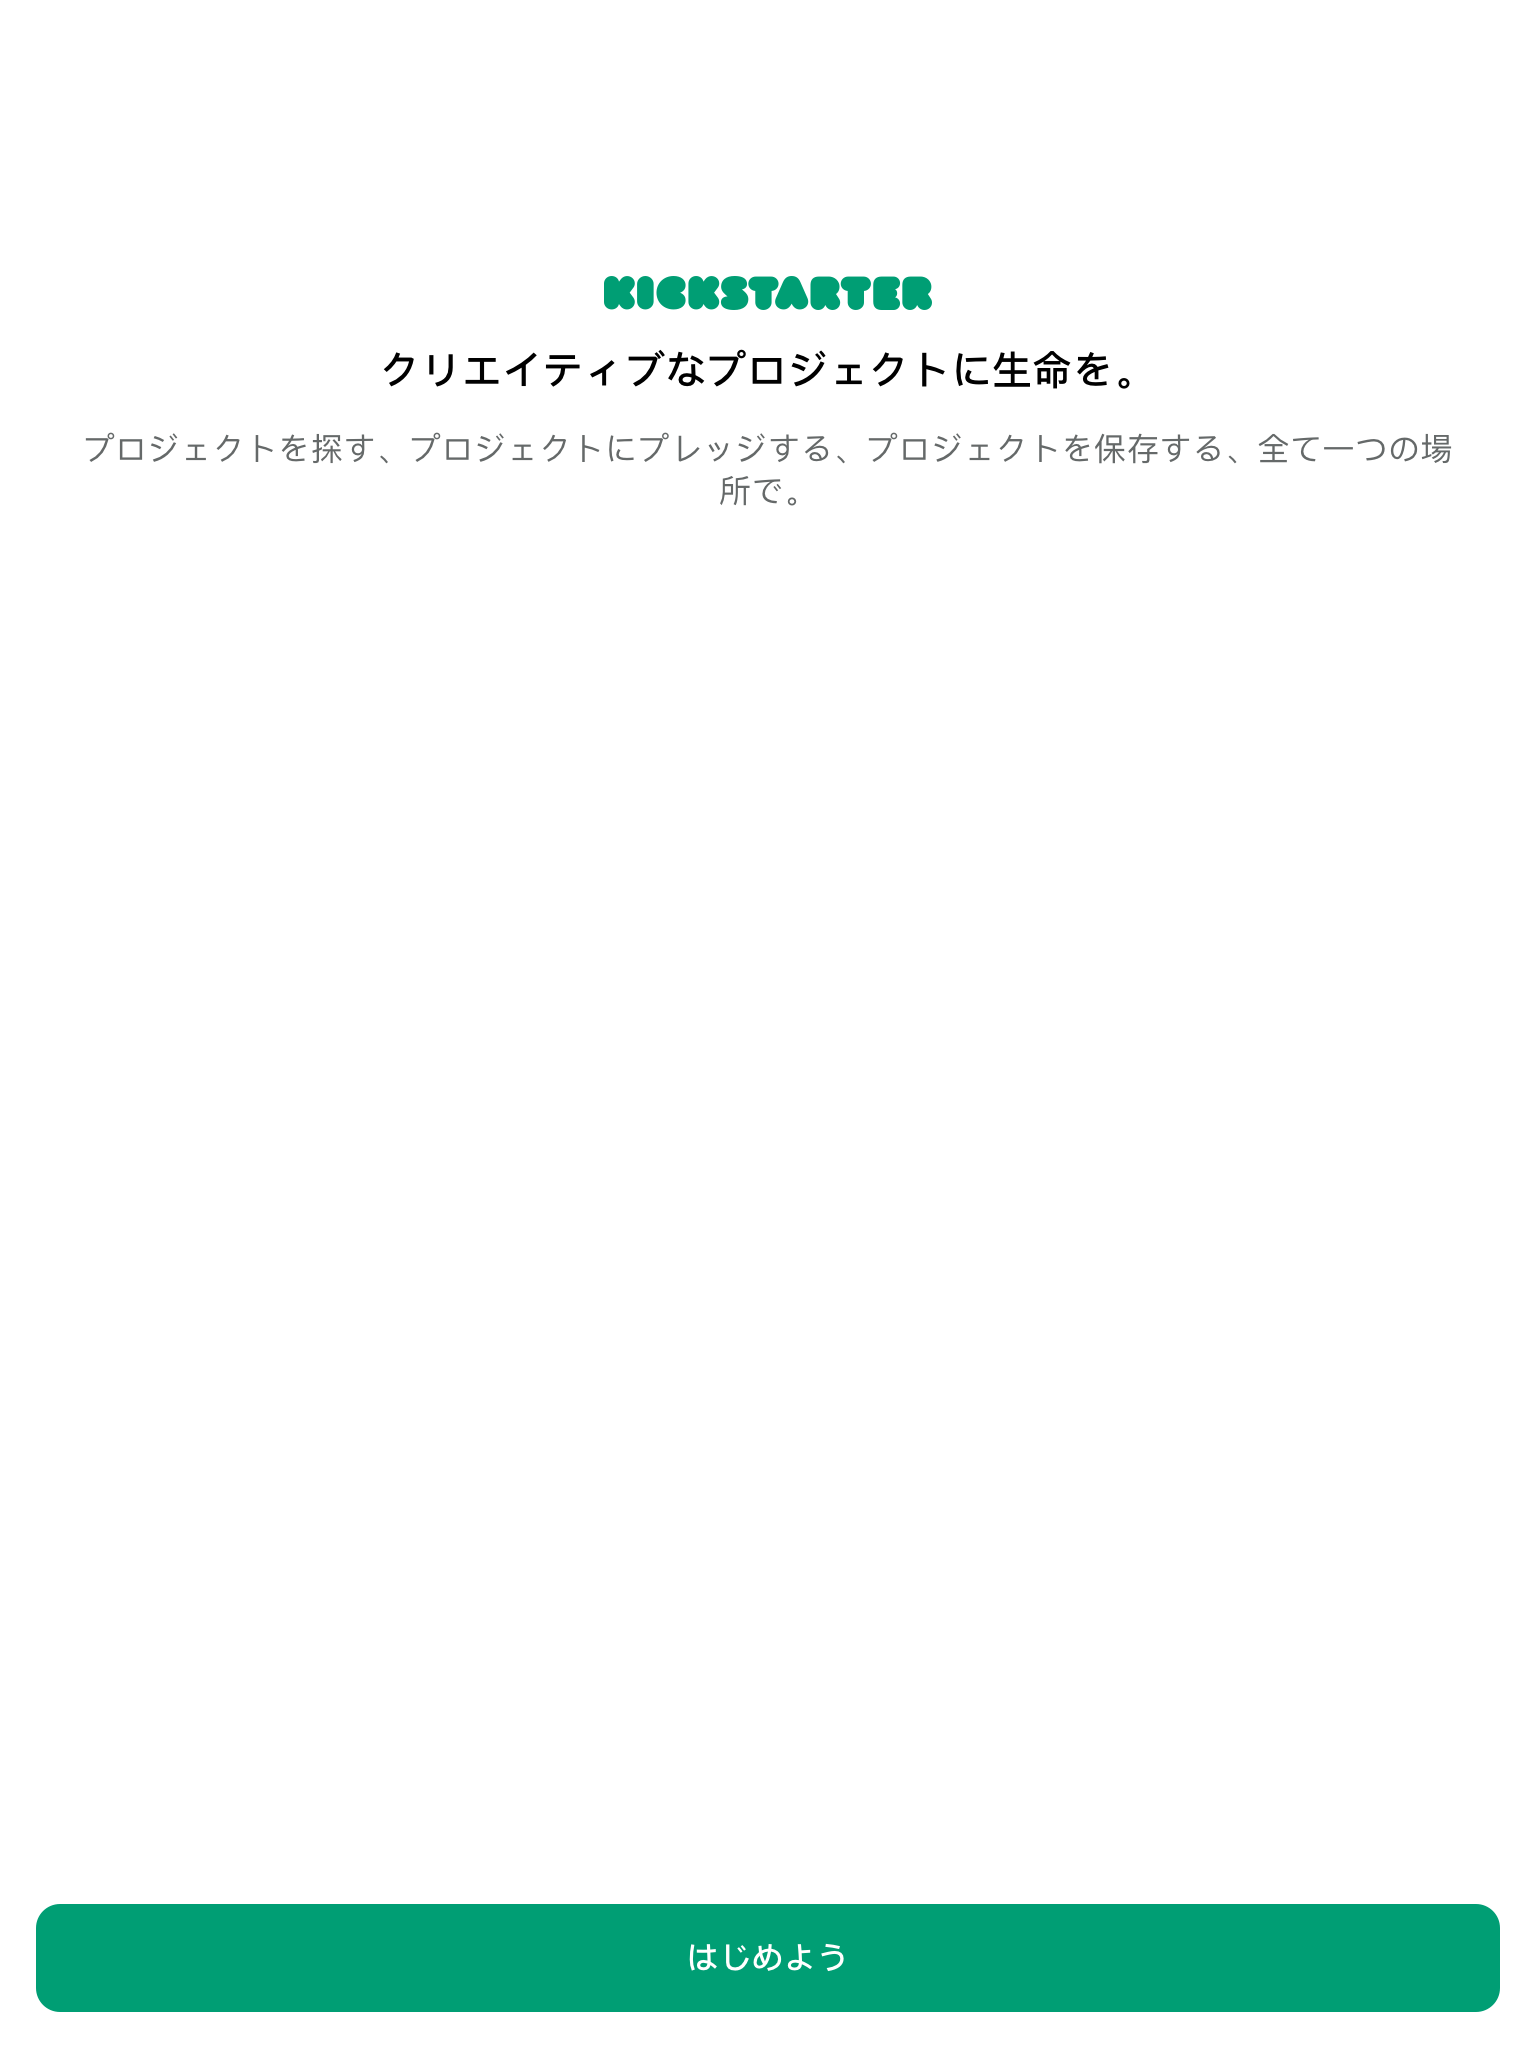 KICKSTARTER
クリエイティブなプロジェクトに生命を。
プロジェクトを探す、プロジェクトにプレッジする、プロジェクトを保存する、全て一つの場
所で。
はじめよう